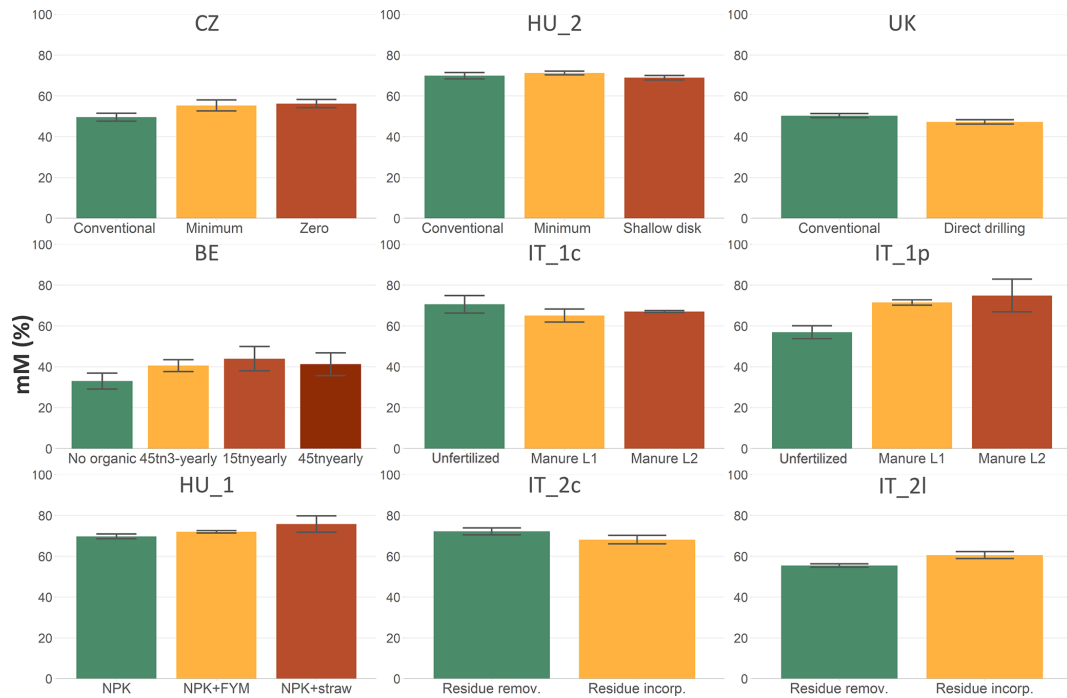 CZ
100
80
60
40
20
0
Conventional Minimum Zero
HU_2
100
80
60
40
20
0
Conventional Minimum Shallow disk
UK
100
80
60
40
20
0
Conventional Direct drilling
mM (%)
BE
100
80
60
40
20
0
No organic 45tn3-yearly 15tnyearly 45tnyearly
IT_1c
100
80
60
40
20
0
Unfertilized Manure L1 Manure L2
IT_1p
100
80
60
40
20
0
Unfertilized Manure L1 Manure L2
HU_1
100
80
60
40
20
0
NPK NPK+FYM NPK+straw
IT_2c
100
80
60
40
20
0
Residue remov. Residue incorp.
IT_2l
100
80
60
40
20
0
Residue remov. Residue incorp.